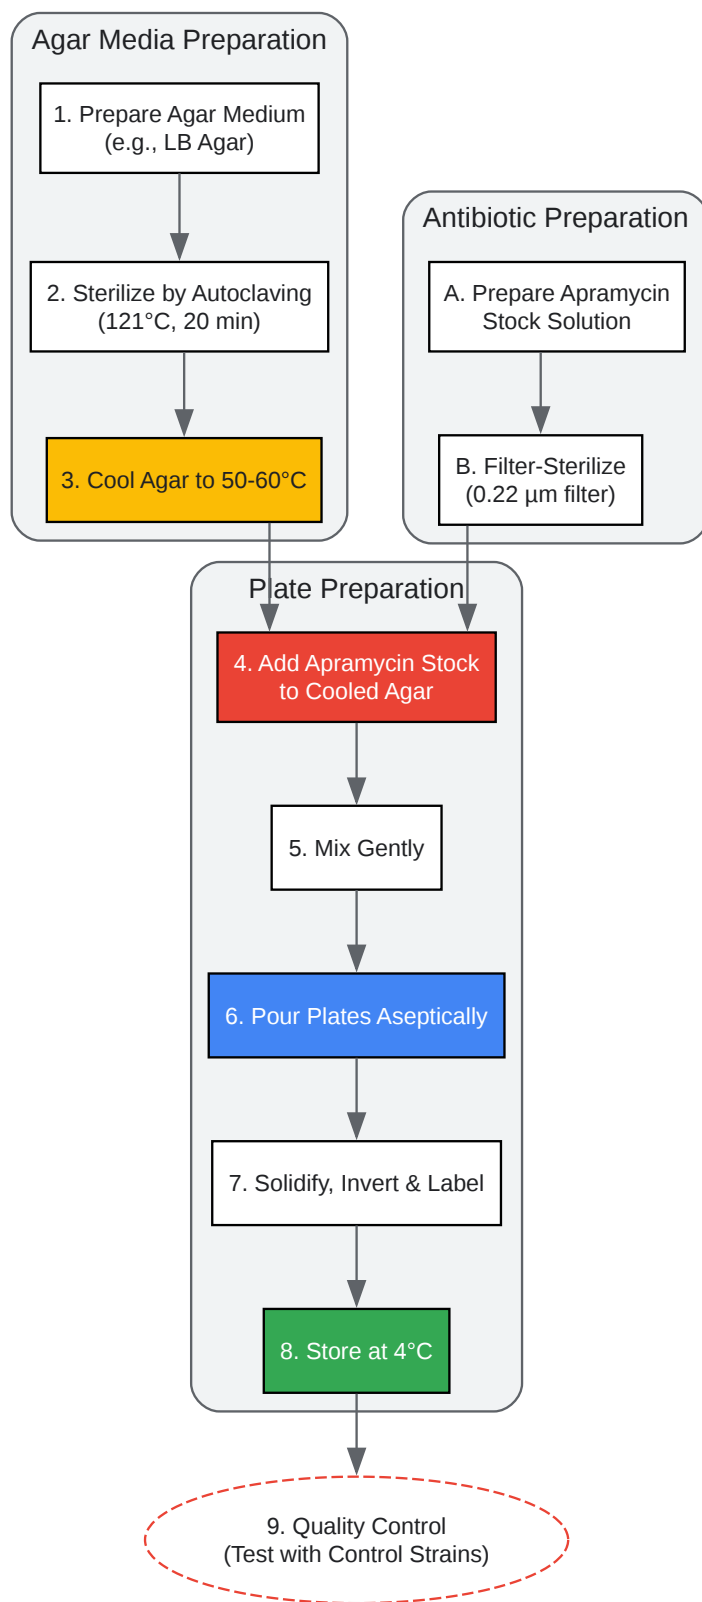 Agar Media Preparation
1. Prepare Agar Medium
(e.g., LB Agar)
2. Sterilize by Autoclaving
(121°C, 20 min)
3. Cool Agar to 50-60°C
Antibiotic Preparation
A. Prepare Apramycin
Stock Solution
B. Filter-Sterilize
(0.22 µm filter)
Plate Preparation
4. Add Apramycin Stock
to Cooled Agar
5. Mix Gently
6. Pour Plates Aseptically
7. Solidify, Invert & Label
8. Store at 4°C
9. Quality Control
(Test with Control Strains)